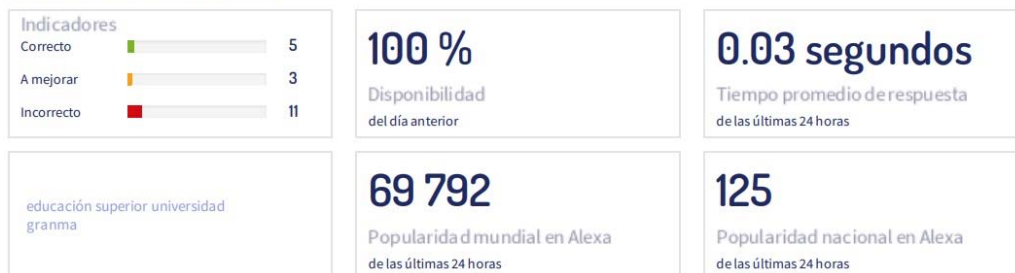 Indicadores
Correcto 5
A mejorar 3
Incorrecto 11
100 %
Disponibilidad
del día anterior
0.03 segundos
Tiempo promedio de respuesta
de las últimas 24 horas
educación superior universidad
granma
69 792
Popularidad mundial en Alexa
de las últimas 24 horas
125
Popularidad nacional en Alexa
de las últimas 24 horas